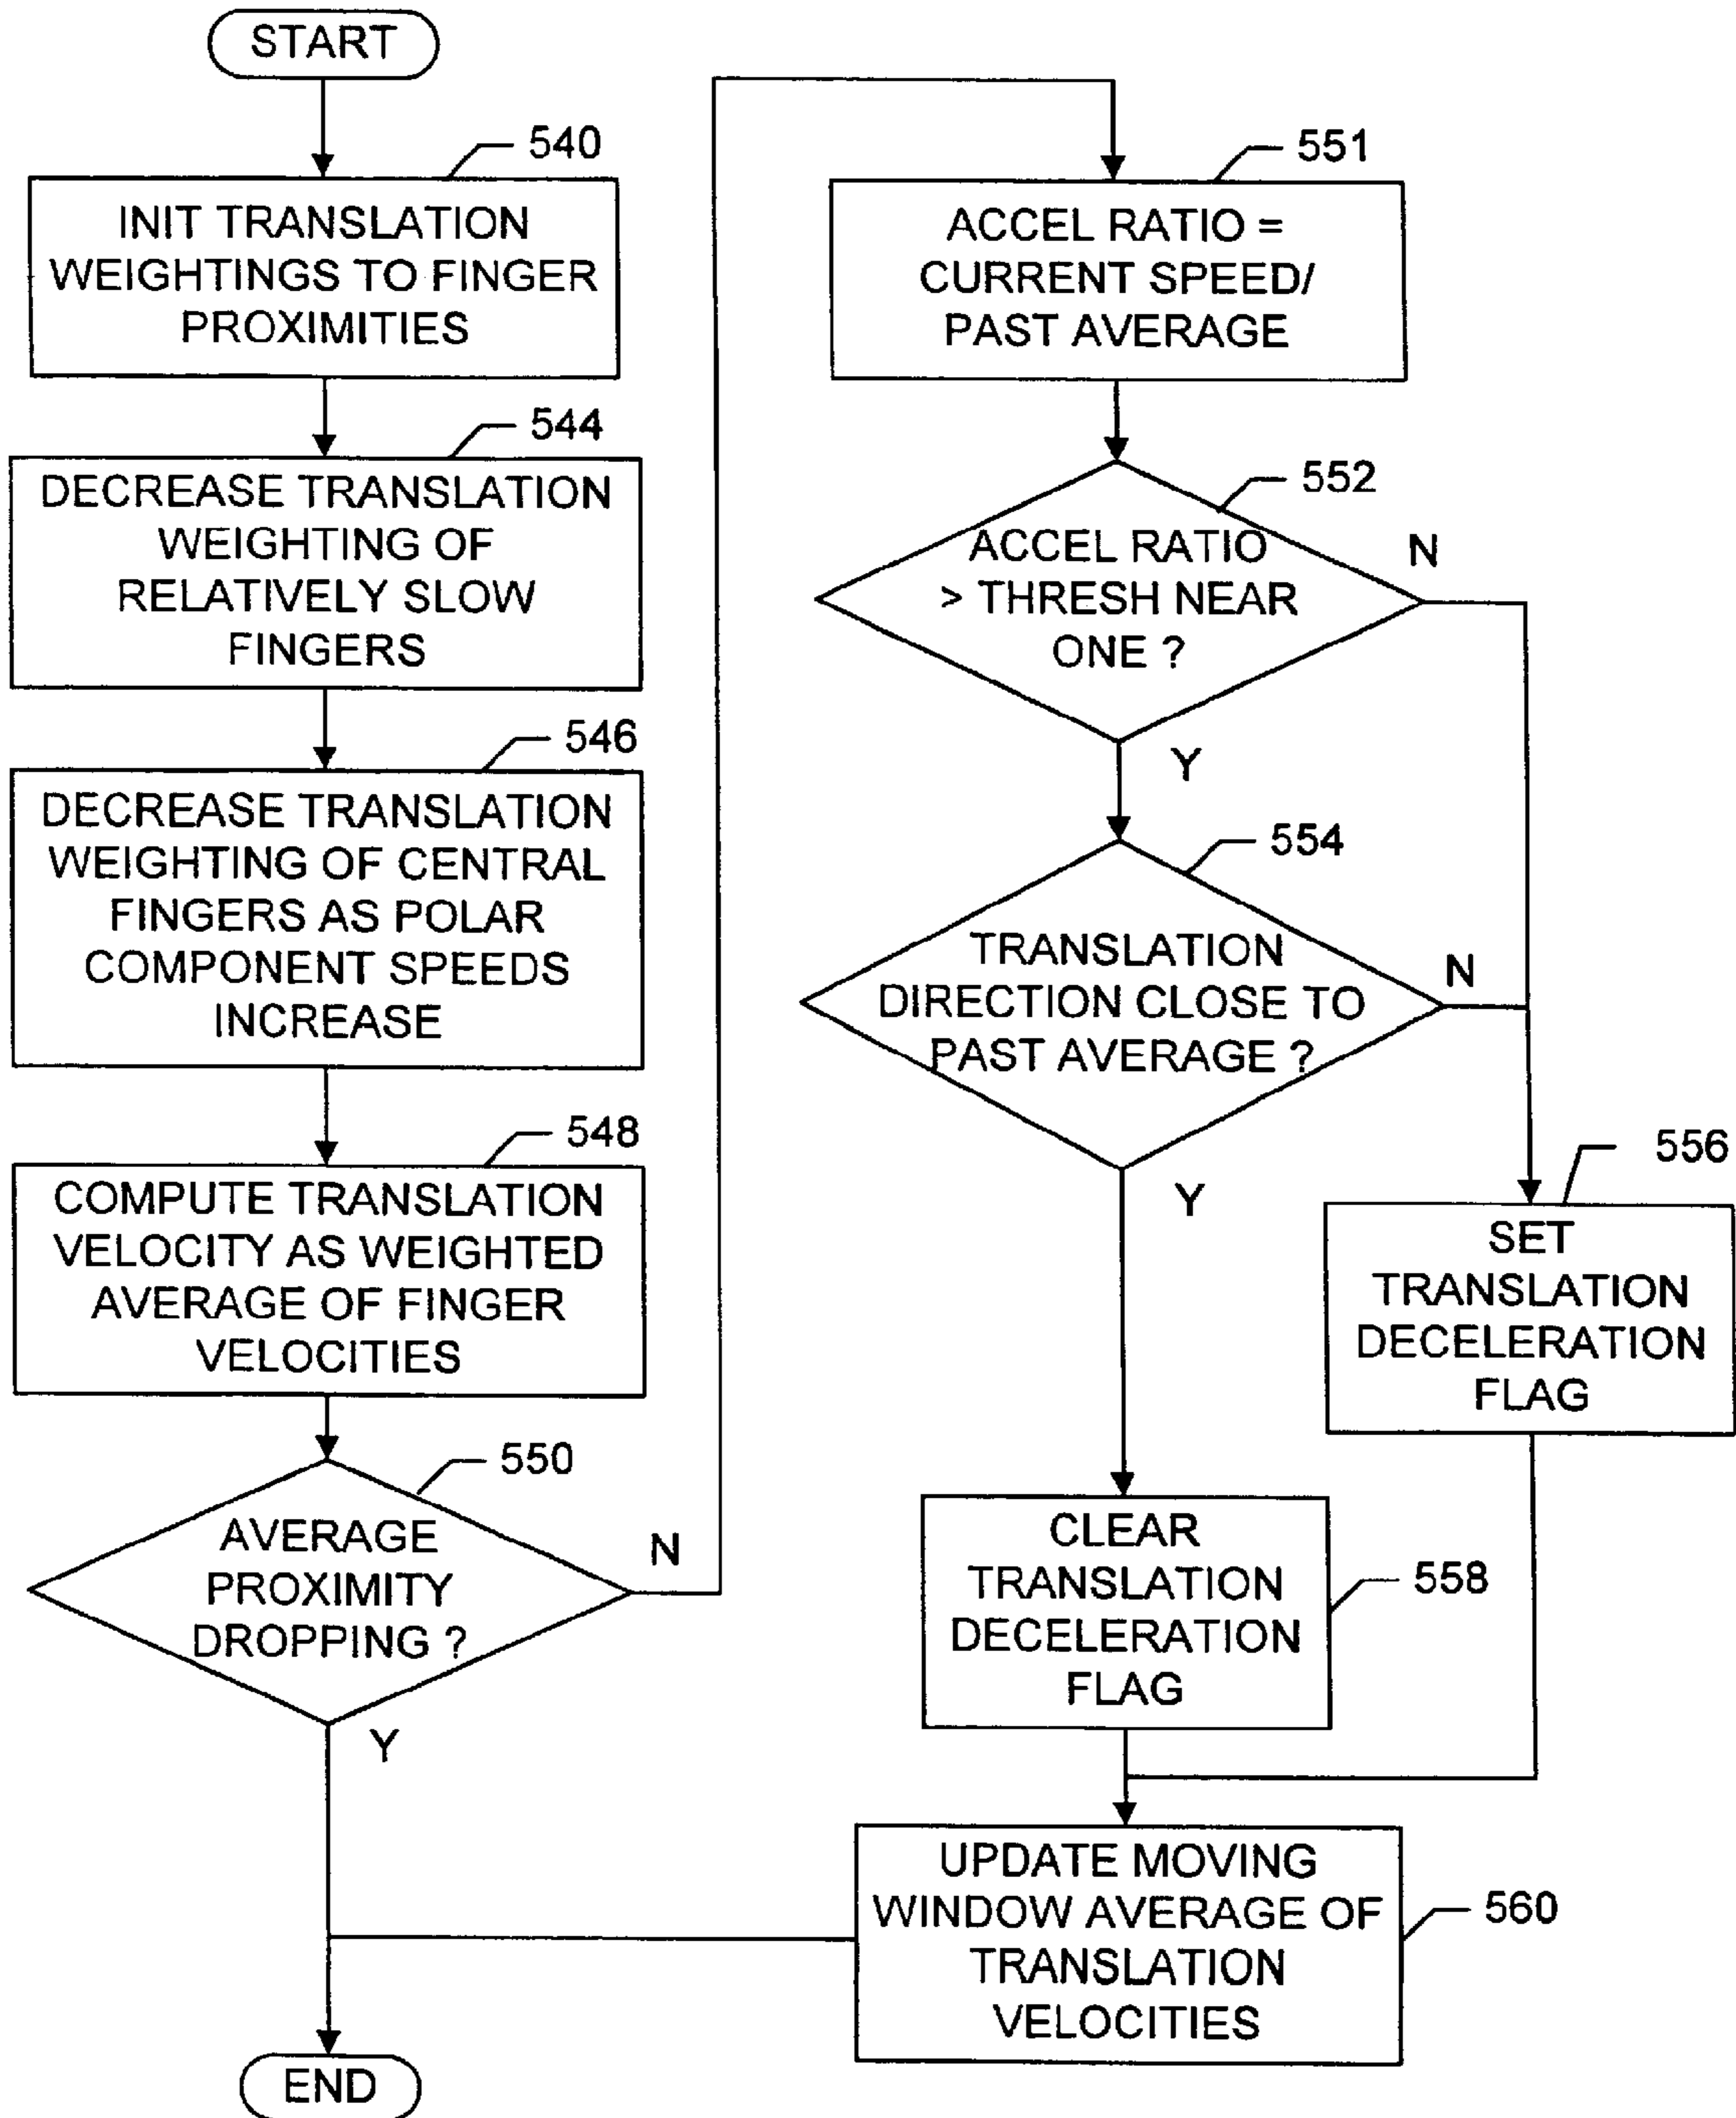 START
540
INIT TRANSLATION
WEIGHTINGS TO FINGER
PROXIMITIES
544
DECREASE TRANSLATION
WEIGHTING OF
RELATIVELY SLOW
FINGERS
546
DECREASE TRANSLATION
WEIGHTING OF CENTRAL
FINGERS AS POLAR
COMPONENT SPEEDS
INCREASE
548
COMPUTE TRANSLATION
VELOCITY AS WEIGHTED
AVERAGE OF FINGER
VELOCITIES
550
AVERAGE
PROXIMITY
DROPPING ?
N
Y
551
ACCEL RATIO =
CURRENT SPEED/
PAST AVERAGE
552
ACCEL RATIO
> THRESH NEAR
ONE ?
N
Y
554
TRANSLATION
DIRECTION CLOSE TO
PAST AVERAGE ?
N
Y
556
SET
TRANSLATION
DECELERATION
FLAG
CLEAR
TRANSLATION
DECELERATION
FLAG
558
UPDATE MOVING
WINDOW AVERAGE OF
TRANSLATION
VELOCITIES
560
END